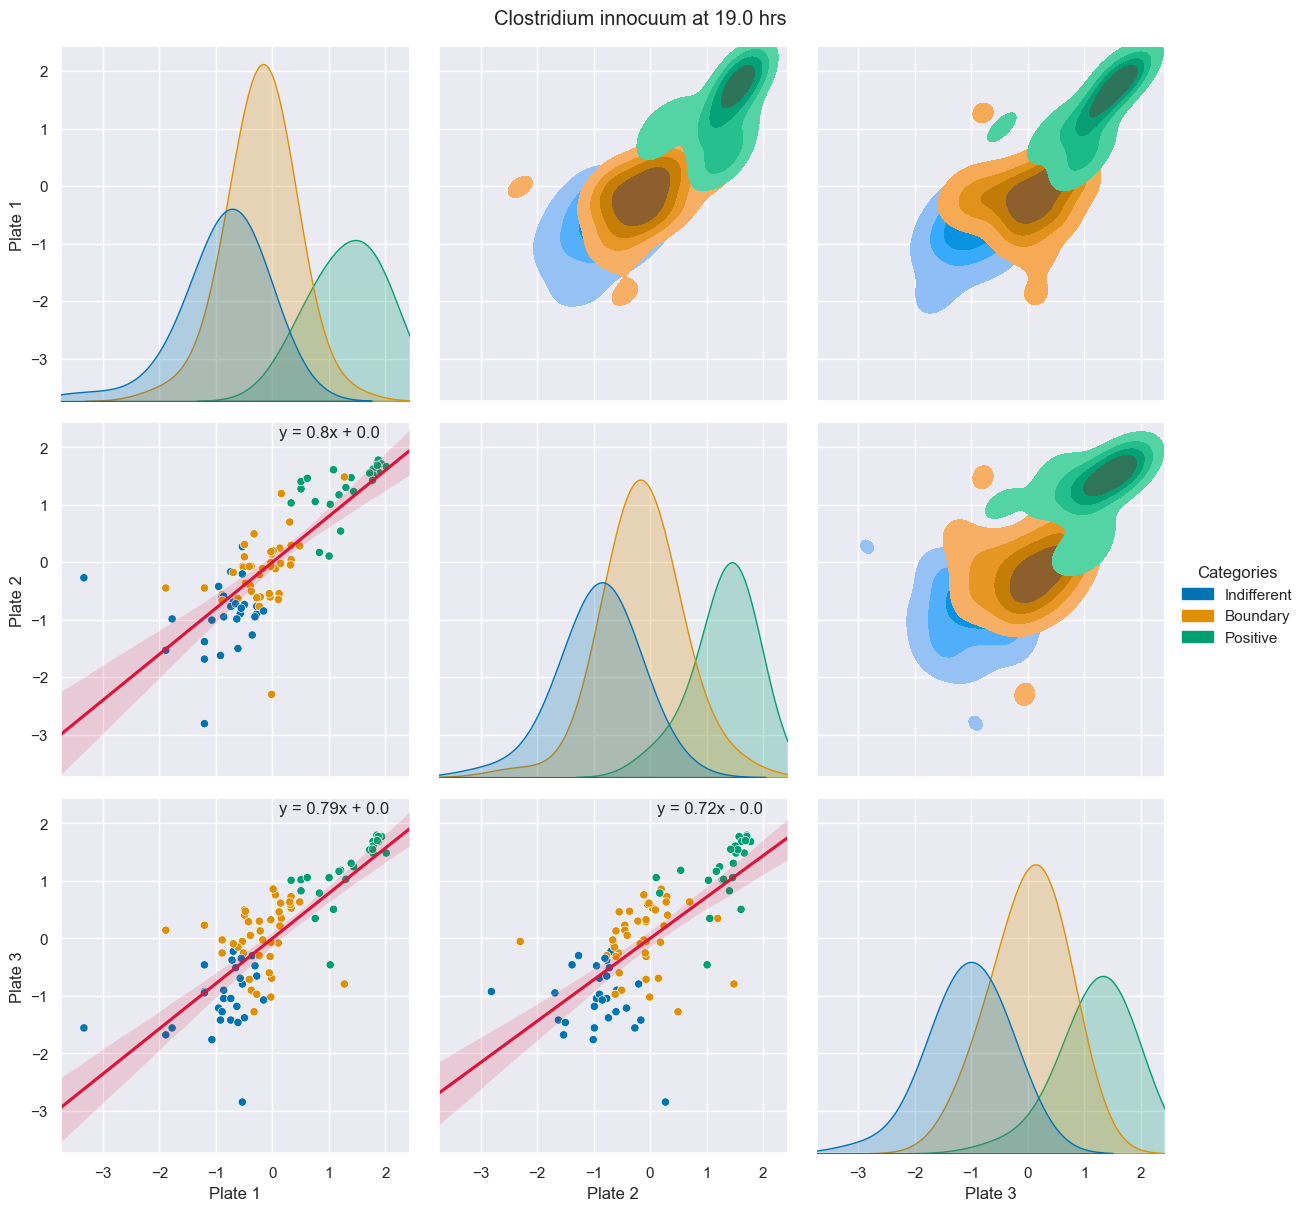 Clostridium innocuum at 19.0 hrs
2
1
0
−1
−2
−3
Plate 1
y = 0.8x + 0.0
2
1
0
−1
−2
−3
Plate 2
Categories
Indifferent
Boundary
Positive
y = 0.79x + 0.0
y = 0.72x - 0.0
2
1
0
−1
−2
−3
Plate 3
−3 −2 −1 0 1 2
−3 −2 −1 0 1 2
−3 −2 −1 0 1 2
Plate 1
Plate 2
Plate 3